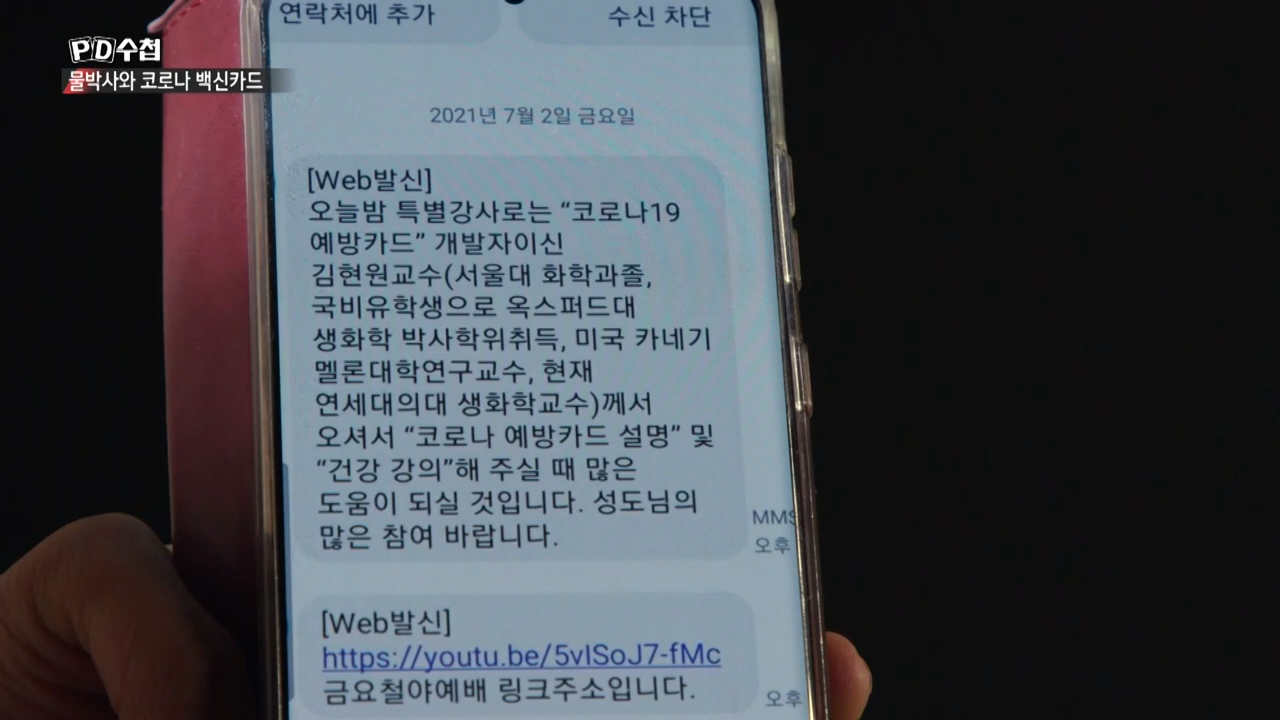 연락처에 추가
수신 차단
PD수첩
물박사와 코로나 백신카드
2021년 7월 2일 금요일
[Web발신]
오늘밤 특별강사로는 “코로나19
예방카드” 개발자이신
김현원교수(서울대 화학과졸,
국비유학생으로 옥스퍼드대
생화학 박사학위취득, 미국 카네기
멜론대학연구교수, 현재
연세대의대 생화학교수)께서
오셔서 “코로나 예방카드 설명” 및
“건강 강의”해 주실 때 많은
도움이 되실 것입니다. 성도님의
많은 참여 바랍니다.
MMS
오후
[Web발신]
https://youtu.be/5vISoJ7-fMc
금요철야예배 링크주소입니다.
오후